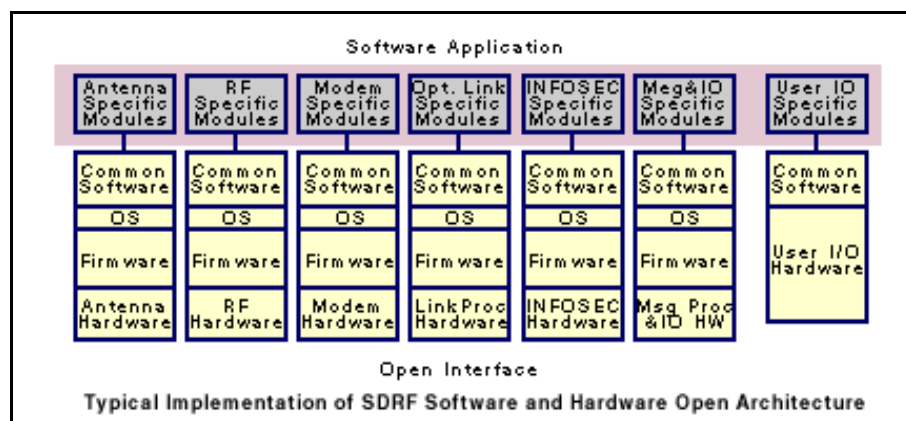 Software Application
Antenna Specific Modules
RF Specific Modules
Modem Specific Modules
Opt. Link Specific Modules
INFOSEC Specific Modules
Meg&IO Specific Modules
User IO Specific Modules
Common Software
Common Software
Common Software
Common Software
Common Software
Common Software
Common Software
OS
OS
OS
OS
OS
OS
Firmware
Firmware
Firmware
Firmware
Firmware
Firmware
User I/O Hardware
Antenna Hardware
RF Hardware
Modem Hardware
Link Proc Hardware
INFOSEC Hardware
Msg Proc &IO HW
Open Interface
Typical Implementation of SDRF Software and Hardware Open Architecture